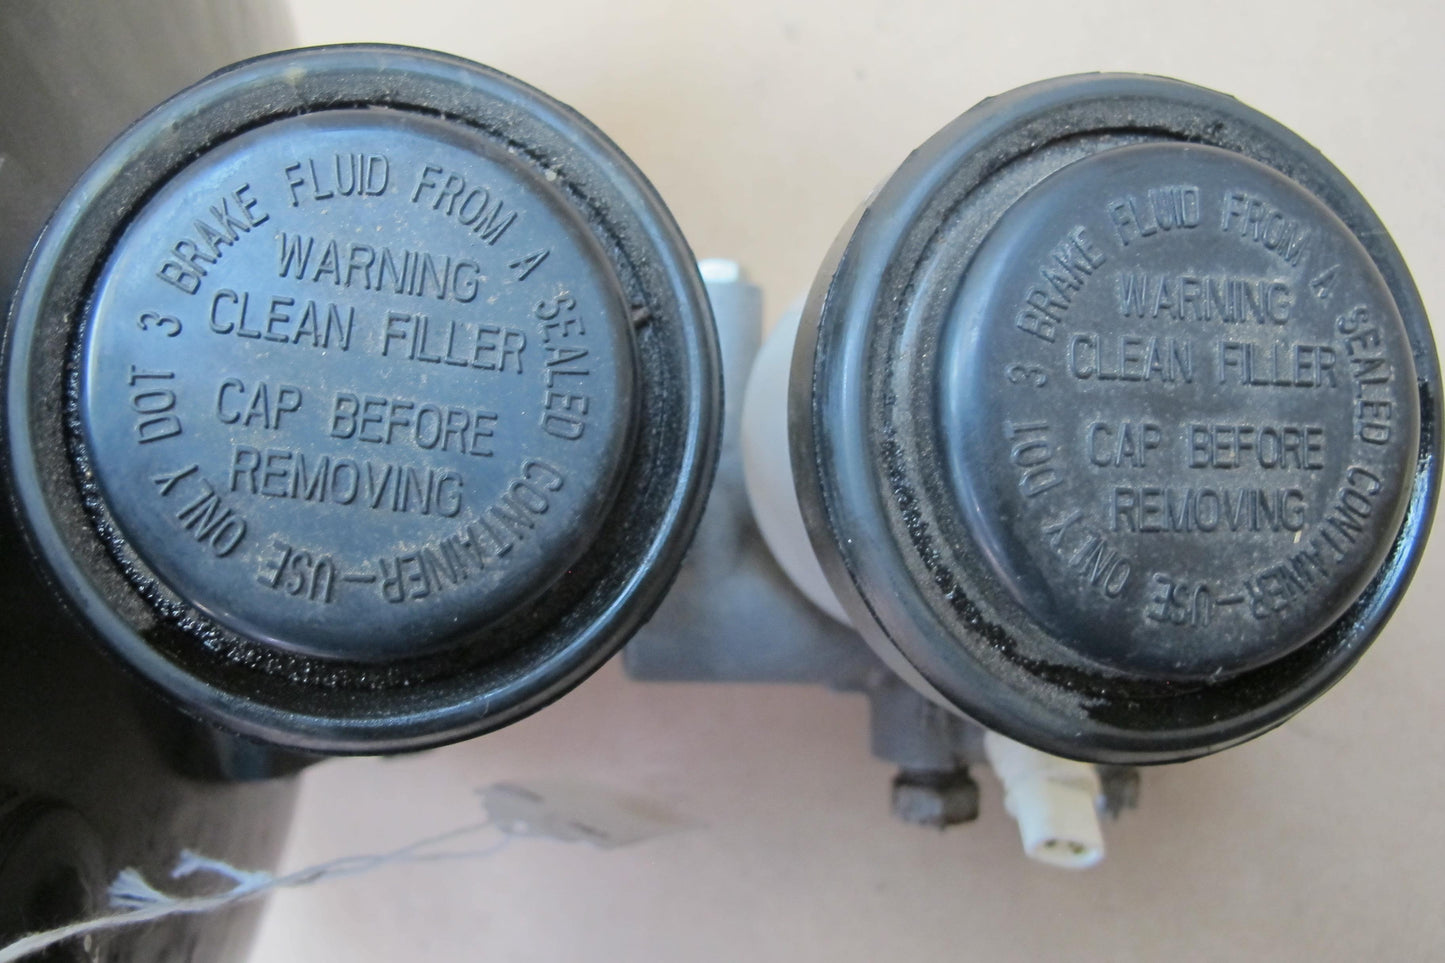 WARNING
CLEAN FILLER
CAP BEFORE
REMOVING
USE ONLY DOT 3 BRAKE FLUID FROM A SEALED CONTAINER—
WARNING
CLEAN FILLER
CAP BEFORE
REMOVING
USE ONLY DOT 3 BRAKE FLUID FROM A SEALED CONTAINER—